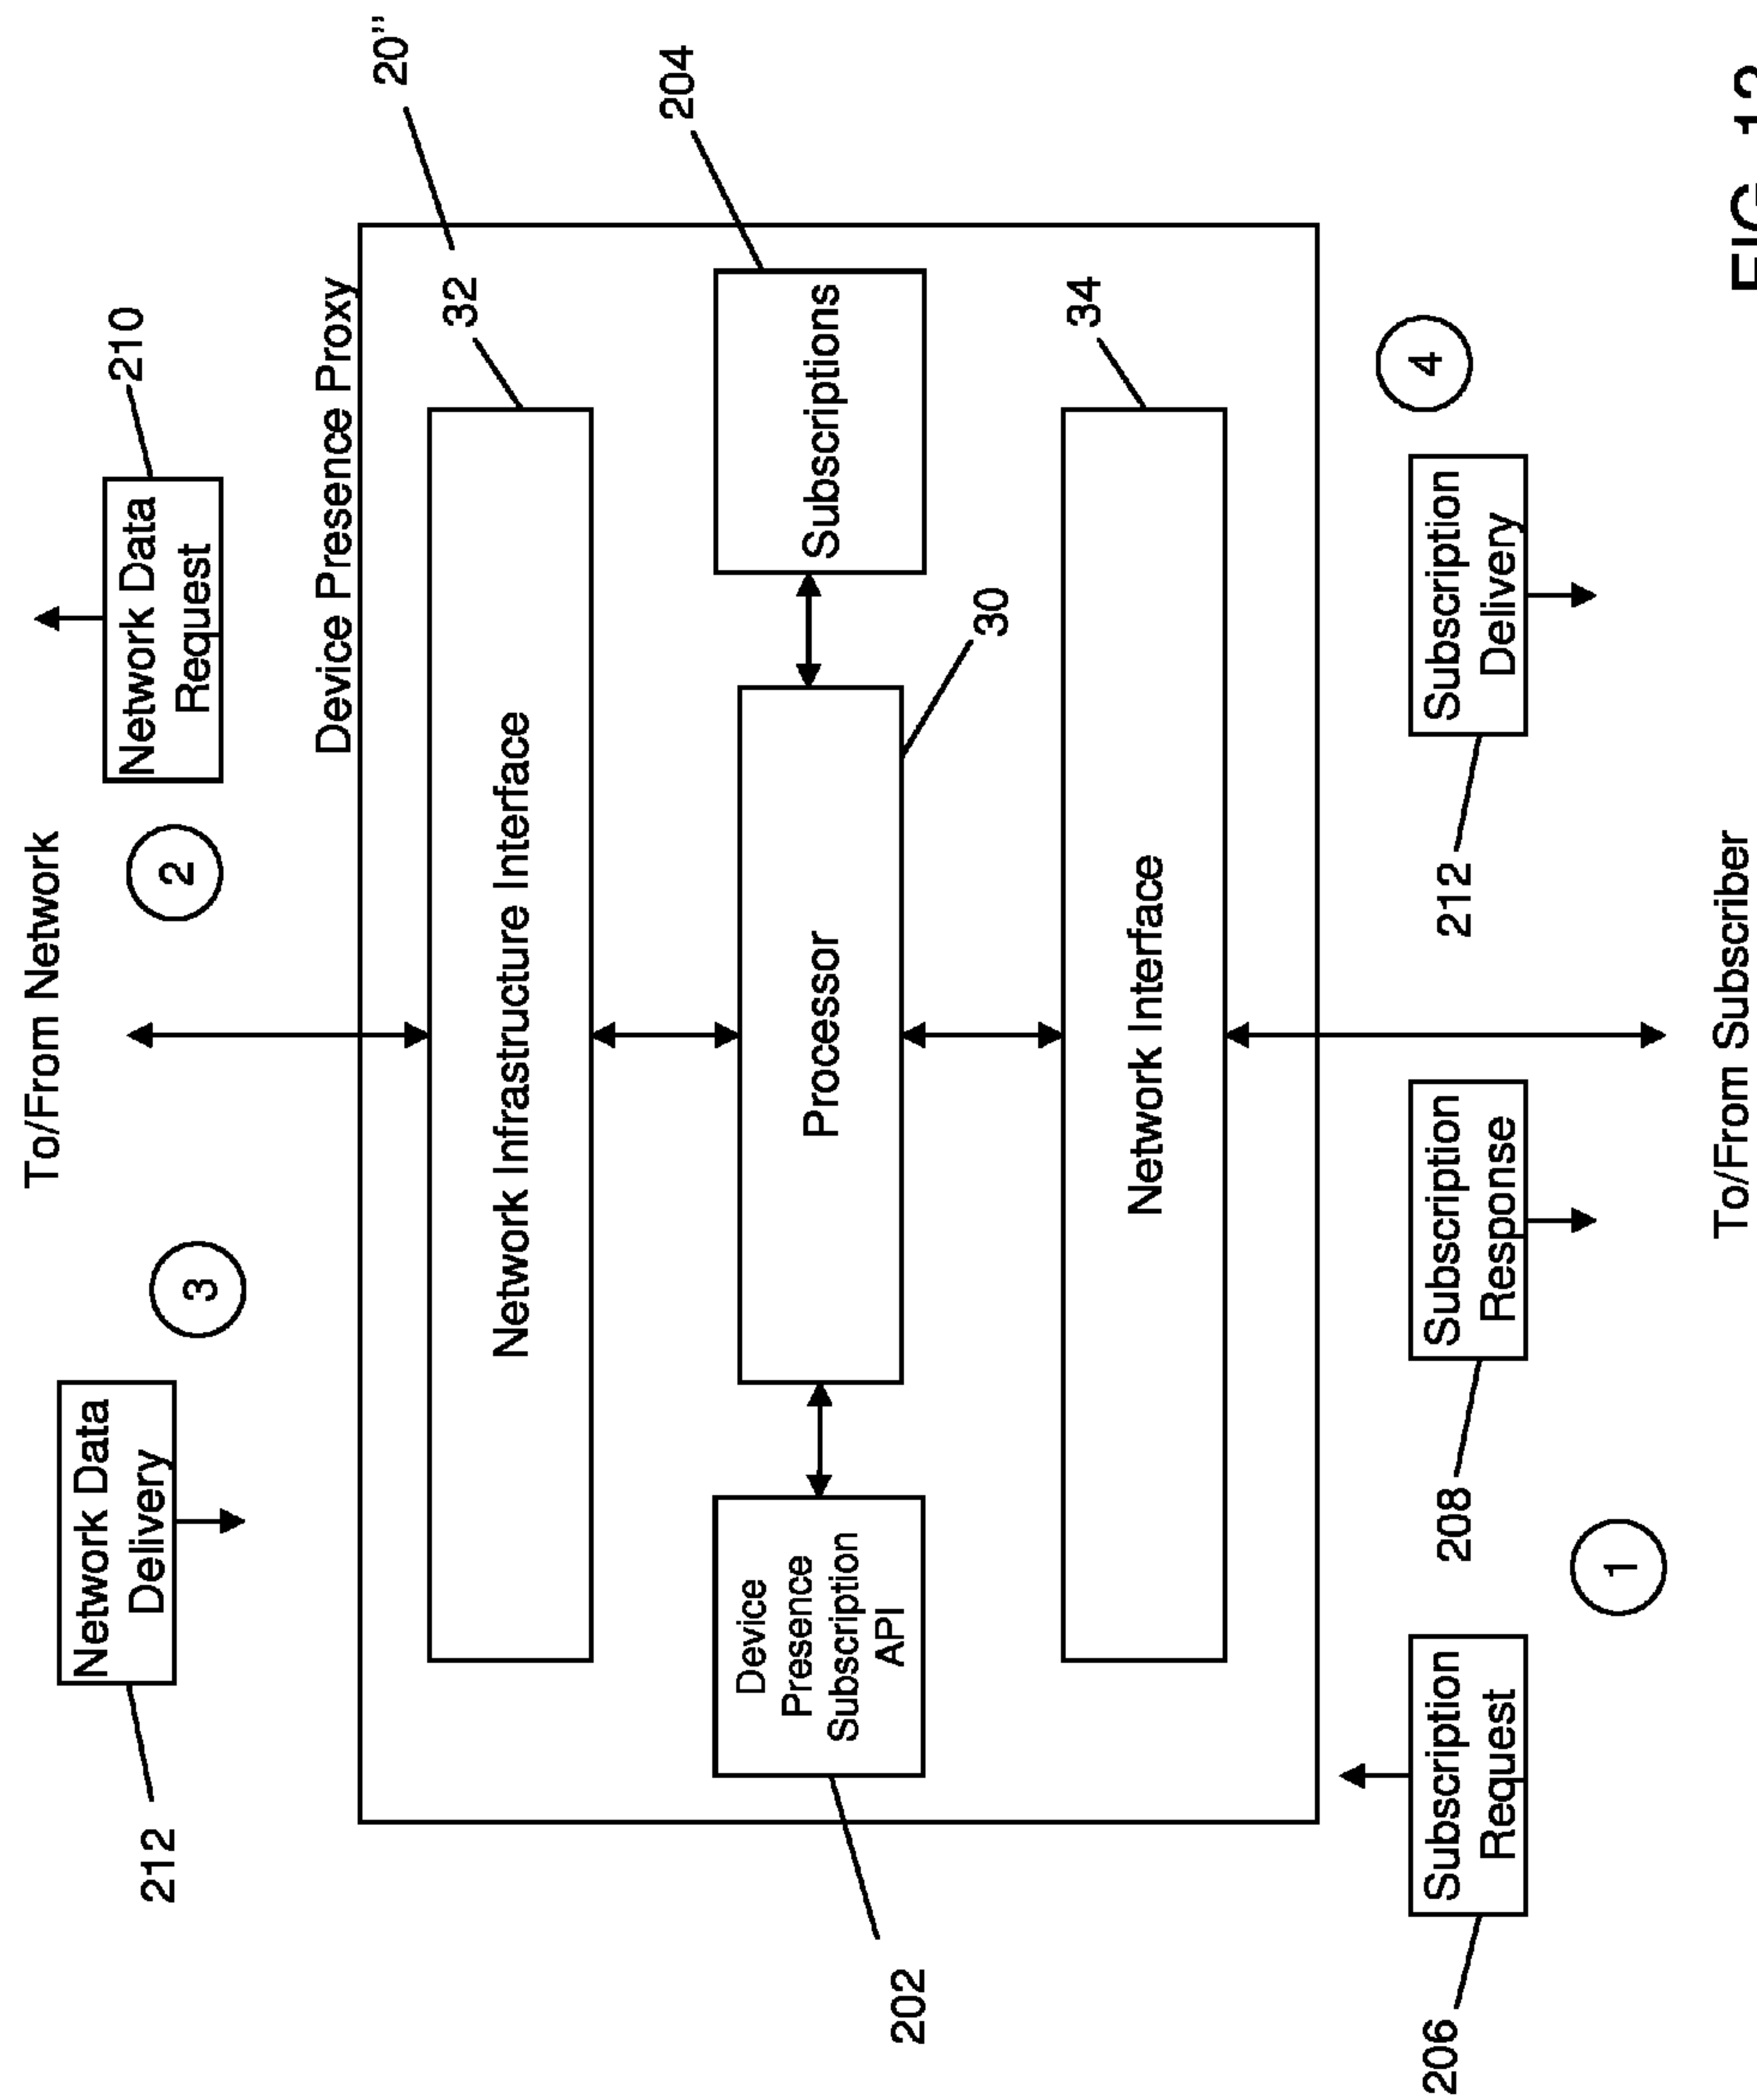 To/From Network
Network Data
Delivery
212
3
2
Network Data
Request
210
Device Presence Proxy
20"
Network Infrastructure Interface
32
Device
Presence
Subscription
API
202
Processor
30
Subscriptions
204
Network Interface
34
Subscription
Request
206
1
Subscription
Response
208
Subscription
Delivery
212
4
To/From Subscriber
FIG